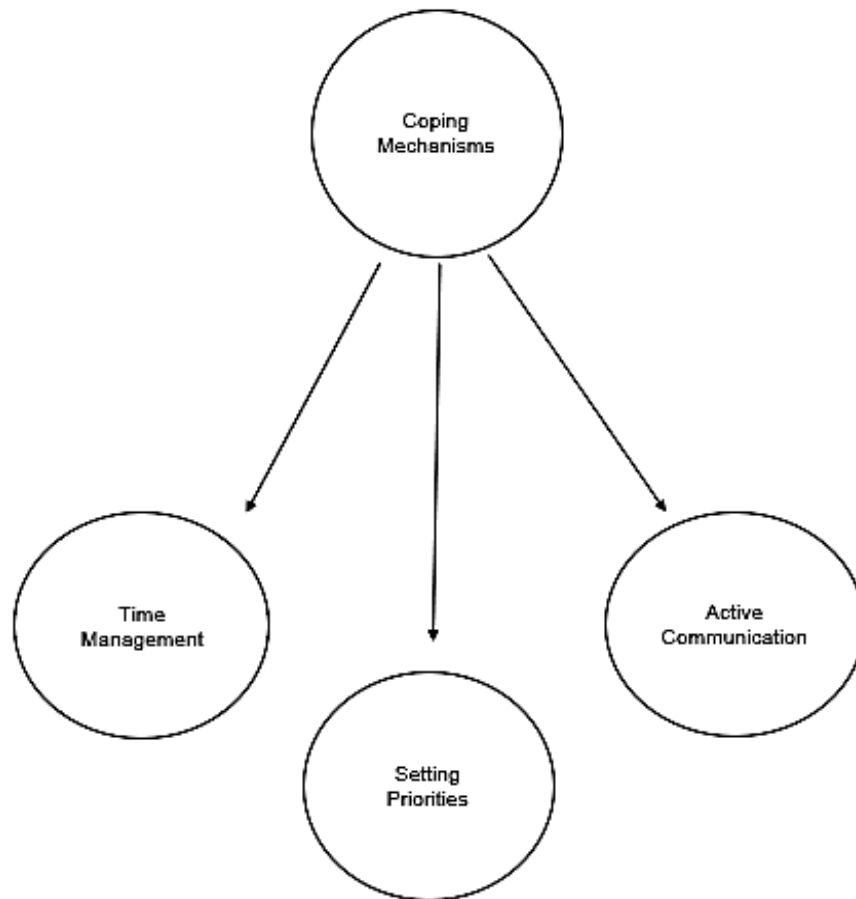 Coping
Mechanisms
Time
Management
Active
Communication
Setting
Priorities